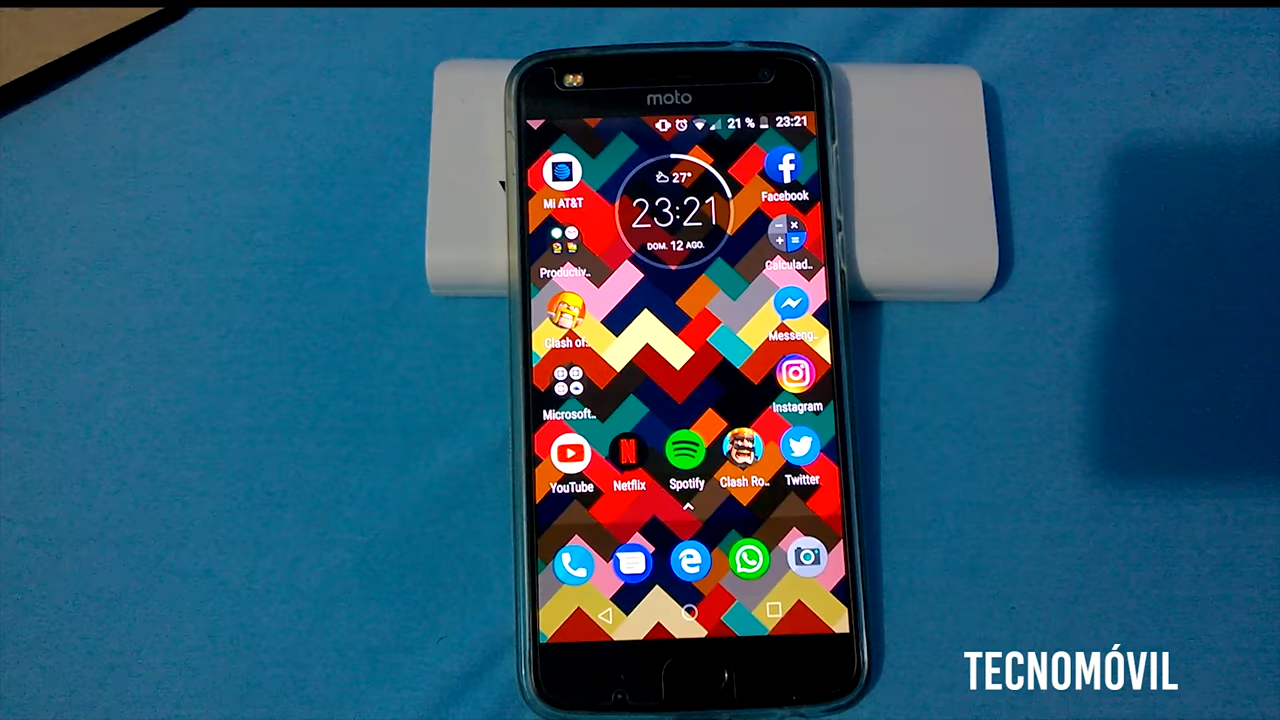 moto
21 % 23:21
27°
23:21
DOM. 12 AGO.
Mi AT&T
Facebook
Productiv..
Calculad..
Clash of..
Messeng..
Microsoft..
Instagram
YouTube
Netflix
Spotify
Clash Ro..
Twitter
TECNOMÓVIL